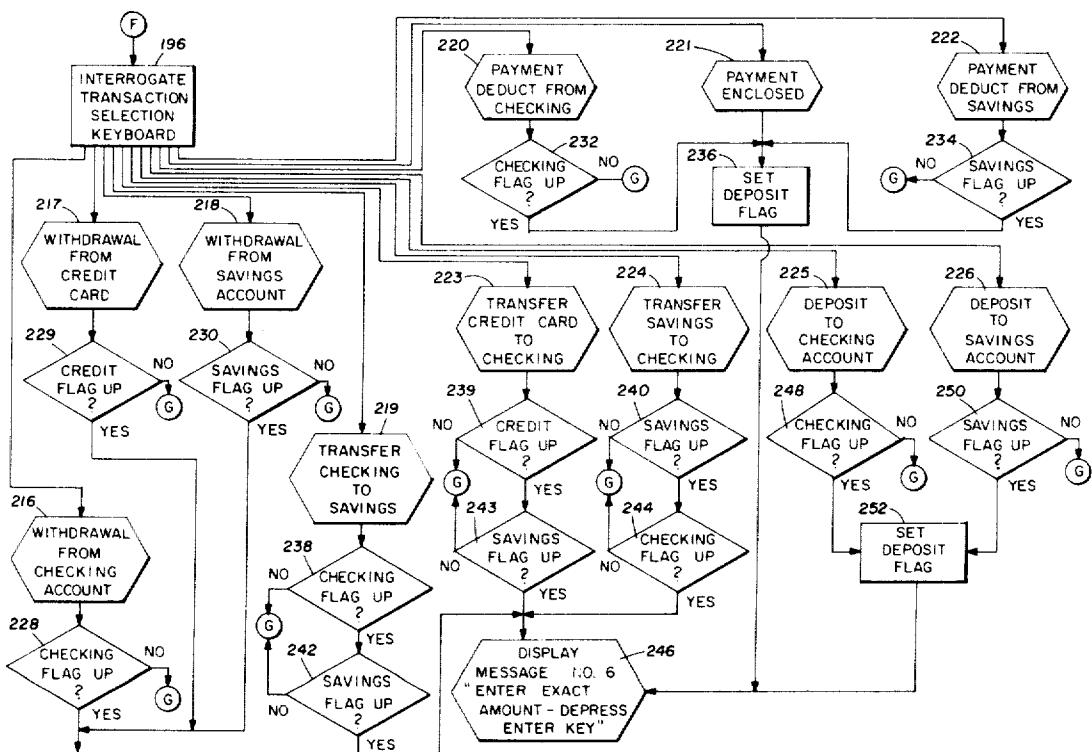 F
196
INTERROGATE
TRANSACTION
SELECTION
KEYBOARD
220
PAYMENT
DEDUCT FROM
CHECKING
221
PAYMENT
ENCLOSED
222
PAYMENT
DEDUCT FROM
SAVINGS
232
CHECKING
FLAG UP
?
NO
G
YES
236
SET
DEPOSIT
FLAG
234
SAVINGS
FLAG UP
?
NO
G
YES
217
WITHDRAWAL
FROM
CREDIT
CARD
218
WITHDRAWAL
FROM
SAVINGS
ACCOUNT
229
CREDIT
FLAG UP
?
NO
G
YES
230
SAVINGS
FLAG UP
?
NO
G
YES
223
TRANSFER
CREDIT CARD
TO
CHECKING
224
TRANSFER
SAVINGS
TO
CHECKING
225
DEPOSIT
TO
CHECKING
ACCOUNT
226
DEPOSIT
TO
SAVINGS
ACCOUNT
239
CREDIT
FLAG UP
?
NO
G
YES
240
SAVINGS
FLAG UP
?
NO
G
YES
248
CHECKING
FLAG UP
?
NO
G
YES
250
SAVINGS
FLAG UP
?
NO
G
YES
219
TRANSFER
CHECKING
TO
SAVINGS
243
SAVINGS
FLAG UP
?
NO
YES
244
CHECKING
FLAG UP
?
NO
YES
252
SET
DEPOSIT
FLAG
216
WITHDRAWAL
FROM
CHECKING
ACCOUNT
238
CHECKING
FLAG UP
?
NO
G
YES
228
CHECKING
FLAG UP
?
NO
G
YES
242
SAVINGS
FLAG UP
?
NO
YES
246
DISPLAY
MESSAGE NO. 6
"ENTER EXACT
AMOUNT-DEPRESS
ENTER KEY"